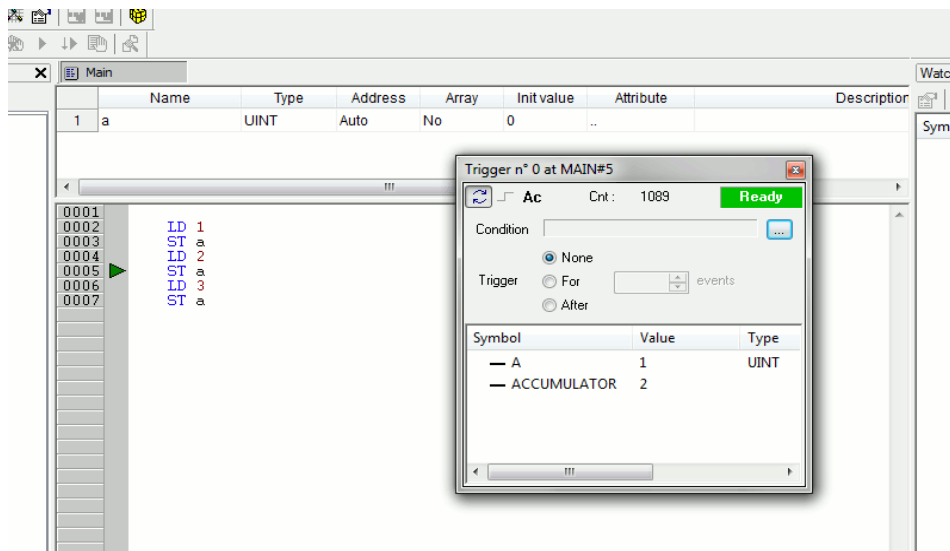 Main
Watc
Name Type Address Array Init value Attribute Description
1 a UINT Auto No 0 ..
Sym
Trigger n° 0 at MAIN#5
Ac Cnt : 1089 Ready
Condition ...
None
Trigger For events
After
Symbol Value Type
A 1 UINT
ACCUMULATOR 2
0001
0002 LD 1
0003 ST a
0004 LD 2
0005 ST a
0006 LD 3
0007 ST a